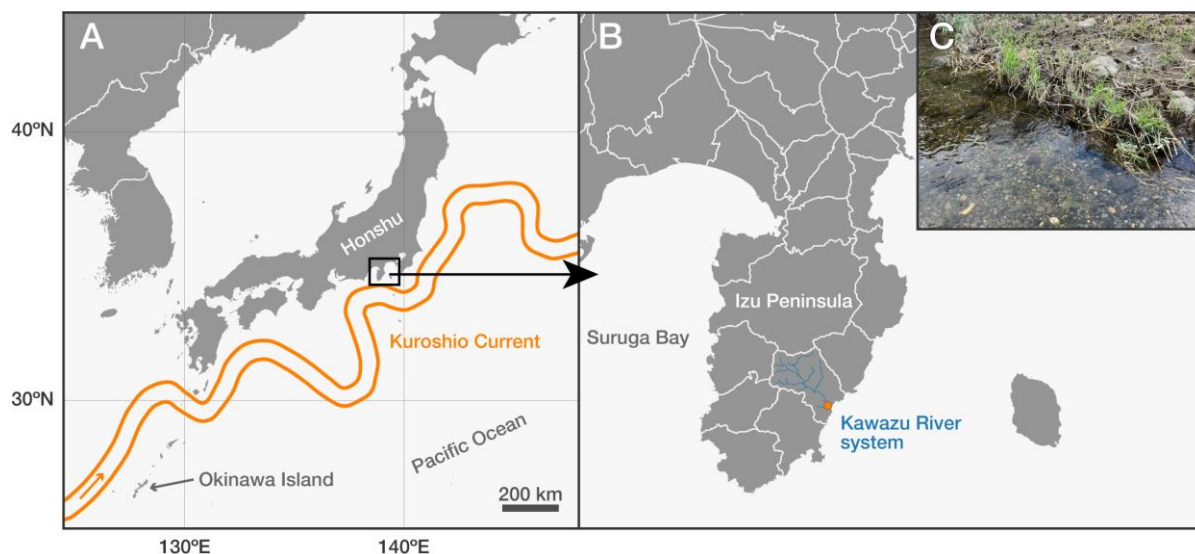 A
B
C
40ºN
Honshu
Izu Peninsula
Kuroshio Current
Suruga Bay
30ºN
Kawazu River
system
Pacific Ocean
Okinawa Island
200 km
130ºE
140ºE